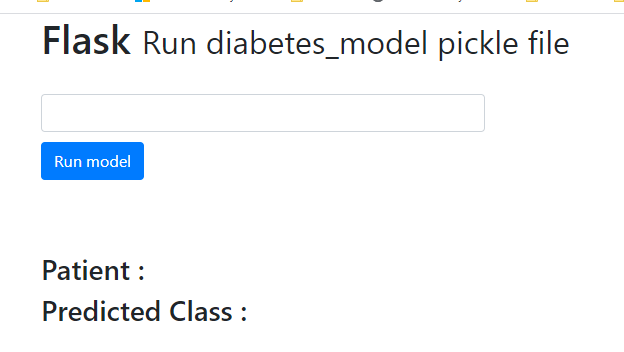 Flask Run diabetes_model pickle file
Run model
Patient :
Predicted Class :